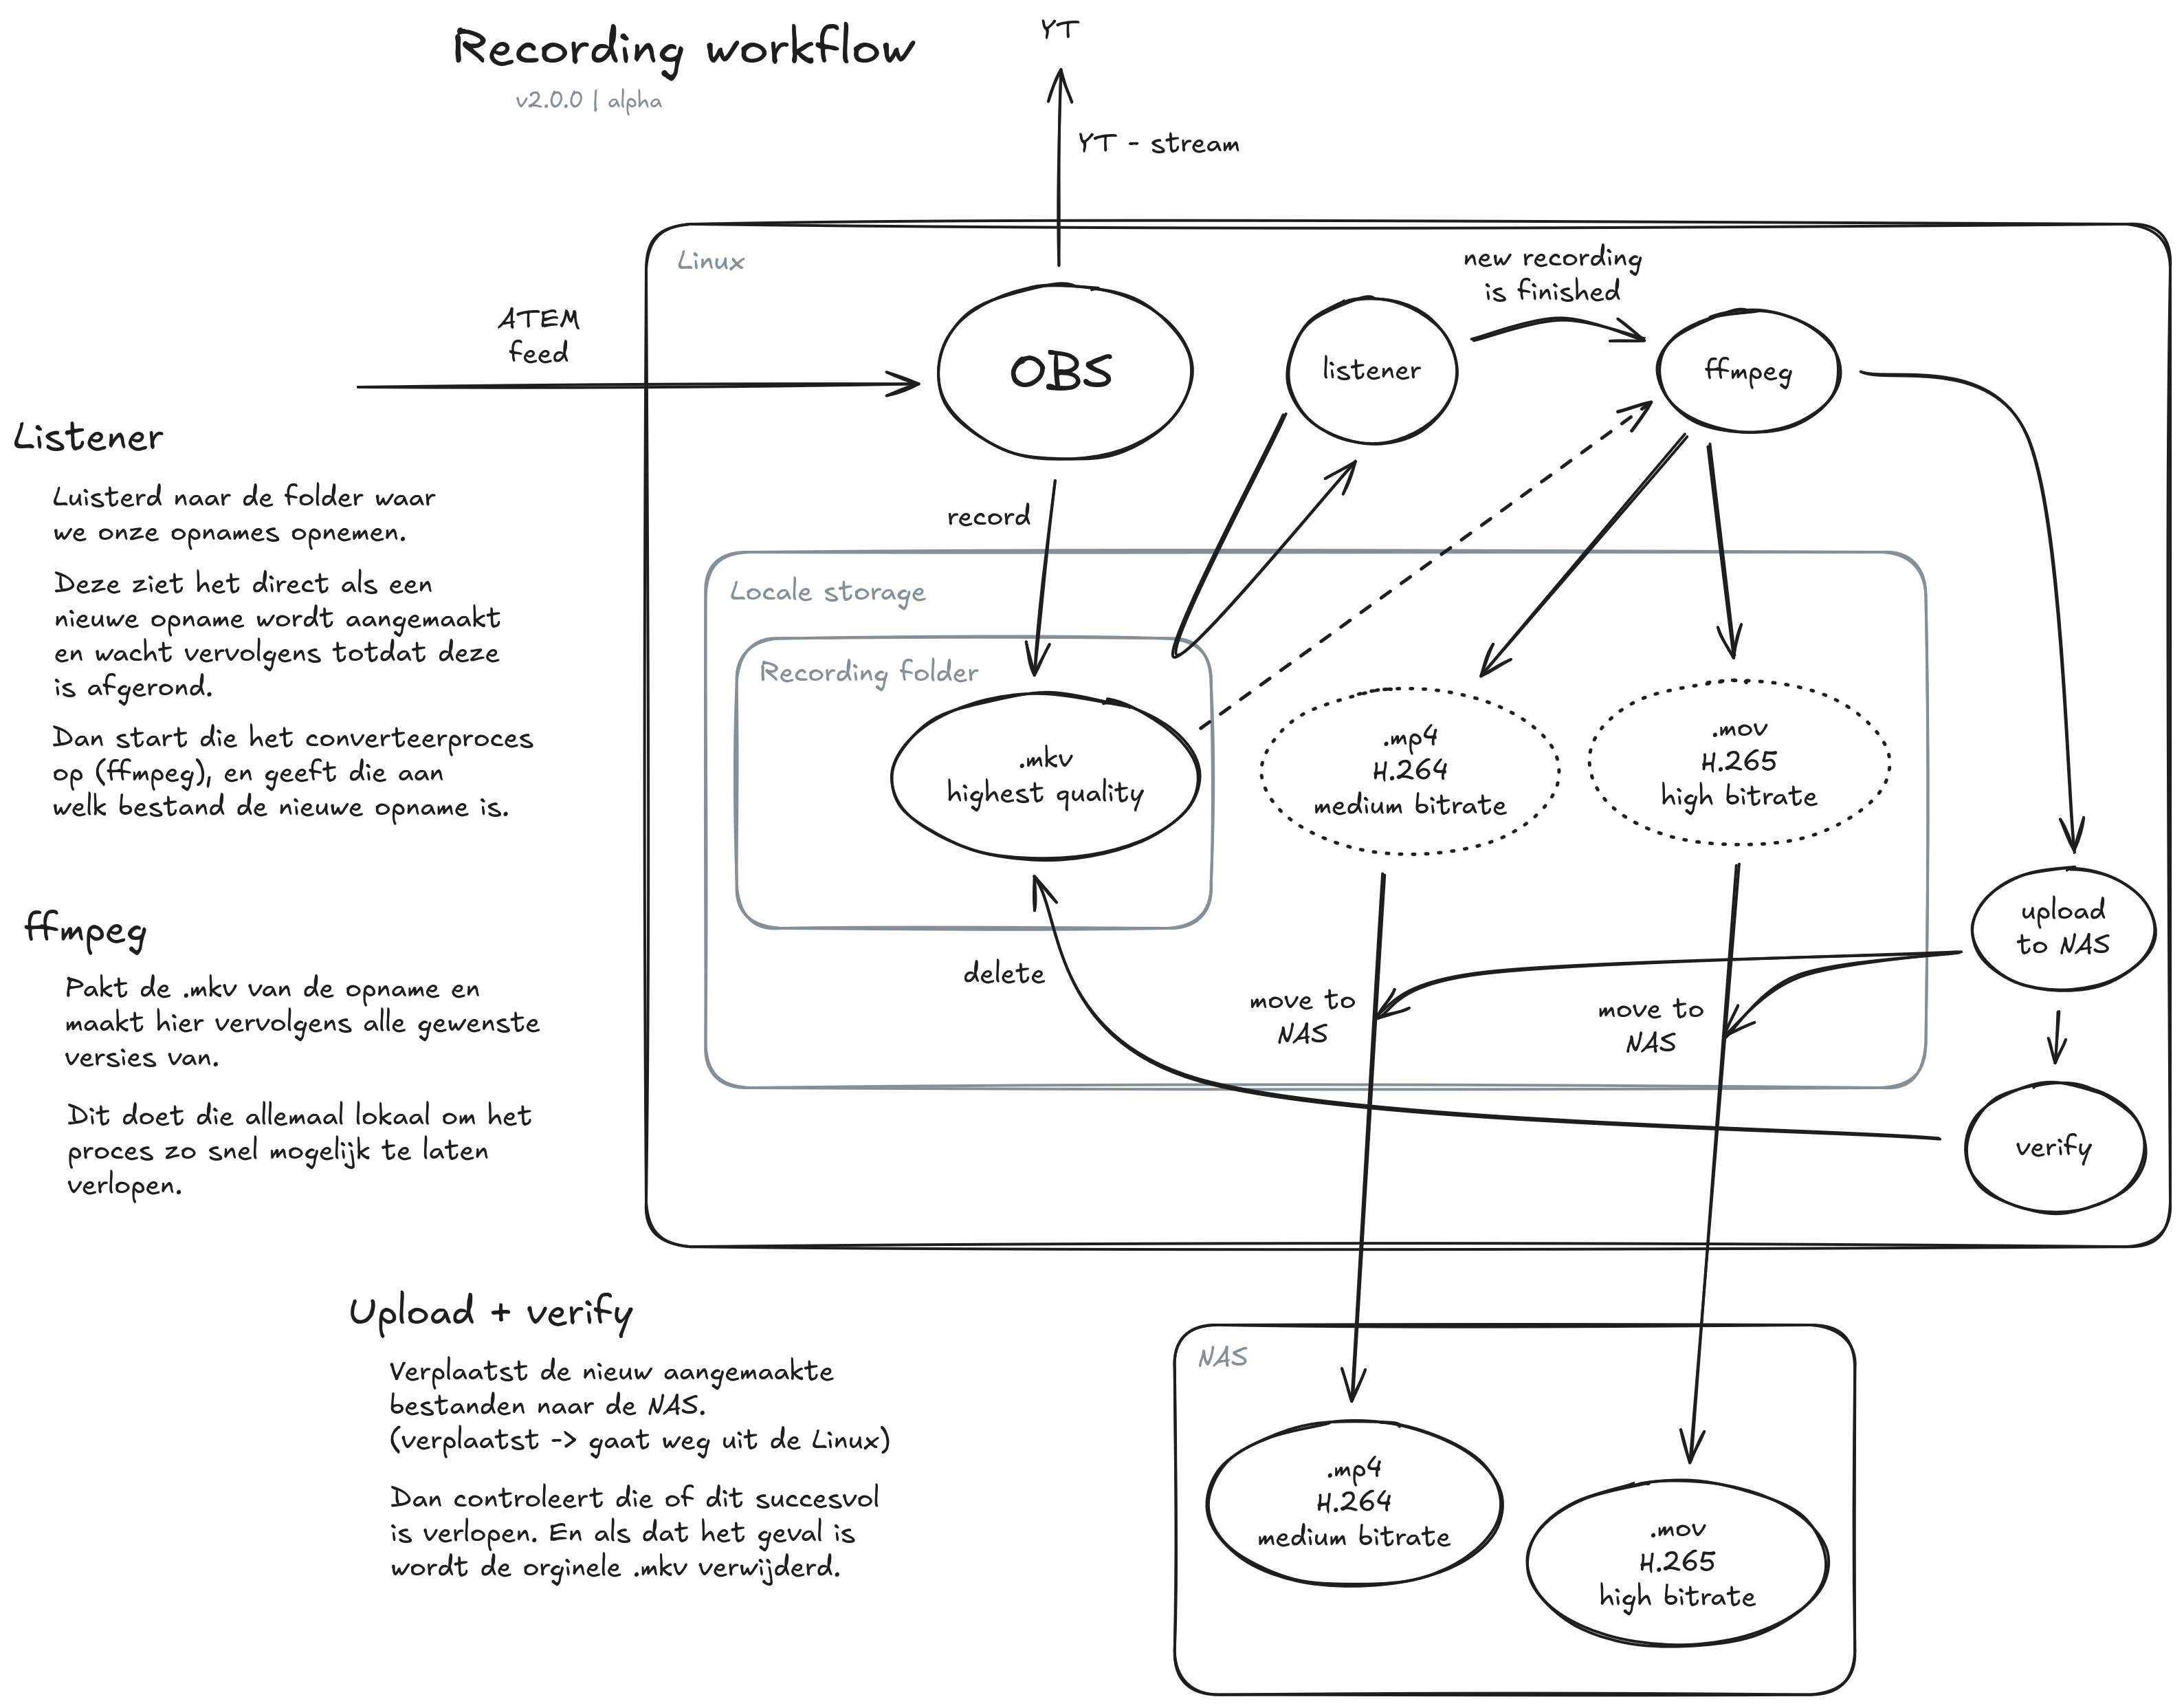 Recording workflow
v2.0.0 | alpha
YT
YT - stream
Linux
ATEM
feed
OBS
listener
new recording
is finished
ffmpeg
record
Locale storage
Recording folder
.mkv
highest quality
.mp4
H.264
medium bitrate
.mov
H.265
high bitrate
upload
to NAS
delete
move to
NAS
move to
NAS
verify
NAS
.mp4
H.264
medium bitrate
.mov
H.265
high bitrate
Listener
Luisterd naar de folder waar
we onze opnames opnemen.
Deze ziet het direct als een
nieuwe opname wordt aangemaakt
en wacht vervolgens totdat deze
is afgerond.
Dan start die het converteerproces
op (ffmpeg), en geeft die aan
welk bestand de nieuwe opname is.
ffmpeg
Pakt de .mkv van de opname en
maakt hier vervolgens alle gewenste
versies van.
Dit doet die allemaal lokaal om het
proces zo snel mogelijk te laten
verlopen.
Upload + verify
Verplaatst de nieuw aangemaakte
bestanden naar de NAS.
(verplaatst -> gaat weg uit de Linux)
Dan controleert die of dit succesvol
is verlopen. En als dat het geval is
wordt de orginele .mkv verwijderd.